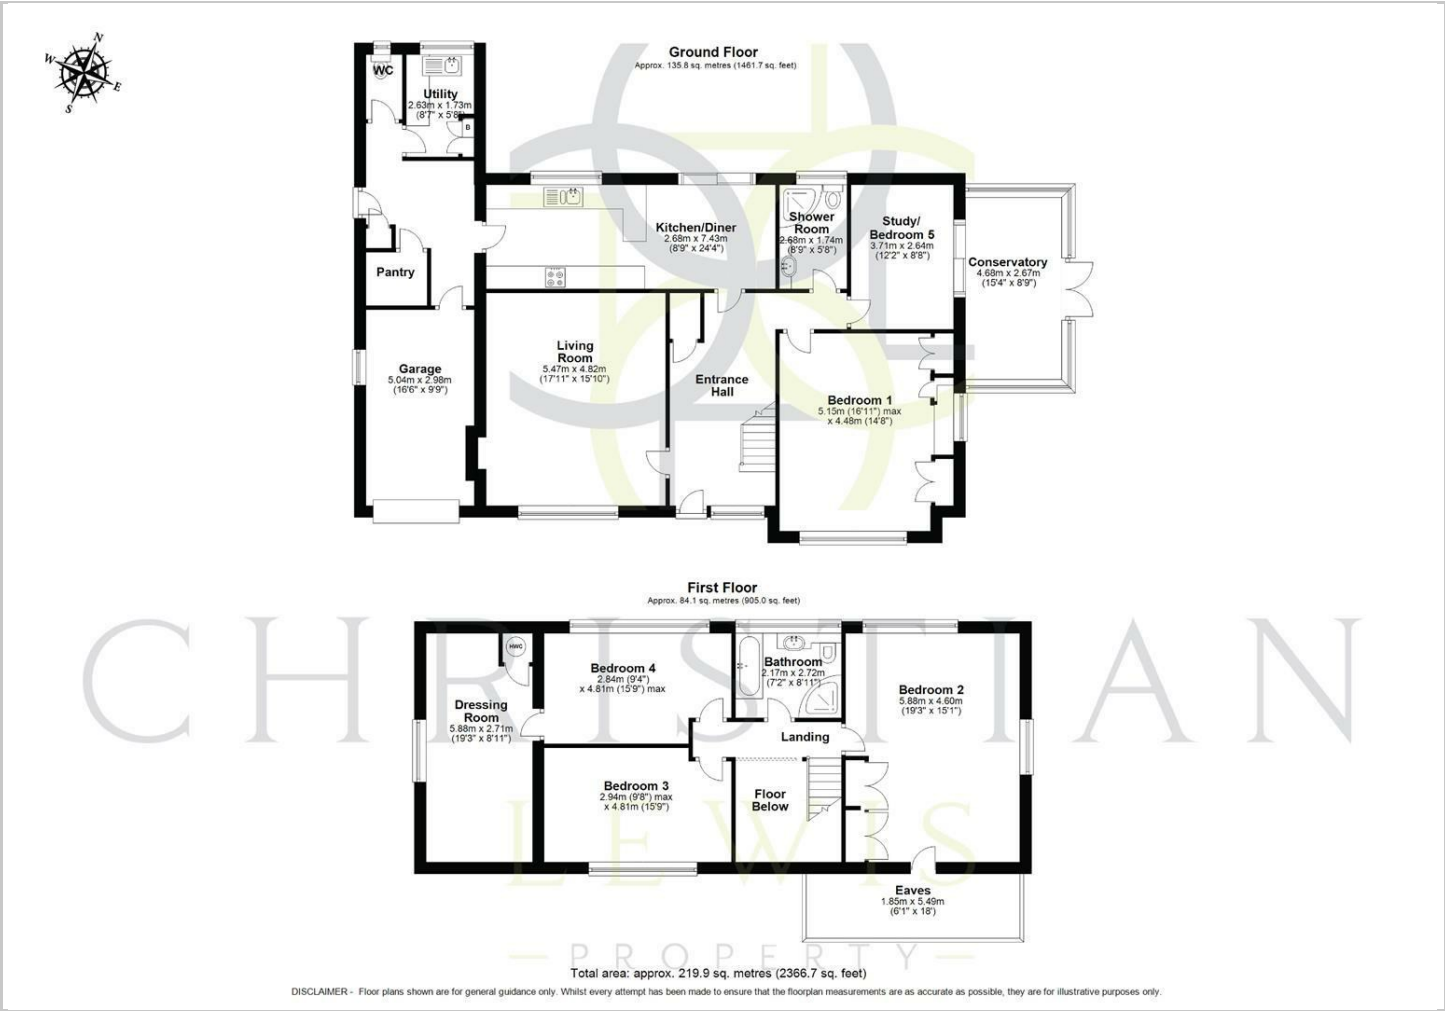 N
W
E
S
Ground Floor
Approx. 135.8 sq. metres (1461.7 sq. feet)
WC
Utility
2.63m x 1.73m
(8'7" x 5'8")
B
Kitchen/Diner
2.68m x 7.43m
(8'9" x 24'4")
Shower
Room
2.68m x 1.74m
(8'9" x 5'8")
Study/
Bedroom 5
3.71m x 2.64m
(12'2" x 8'8")
Conservatory
4.68m x 2.67m
(15'4" x 8'9")
Pantry
Garage
5.04m x 2.98m
(16'6" x 9'9")
Living
Room
5.47m x 4.82m
(17'11" x 15'10")
Entrance
Hall
Bedroom 1
5.15m (16'11") max
x 4.48m (14'8")
First Floor
Approx. 84.1 sq. metres (905.0 sq. feet)
CHRISTIAN
HWC
Dressing
Room
5.88m x 2.71m
(19'3" x 8'11")
Bedroom 4
2.84m (9'4")
x 4.81m (15'9") max
Bathroom
2.17m x 2.72m
(7'2" x 8'11")
Bedroom 2
5.88m x 4.60m
(19'3" x 15'1")
Landing
Bedroom 3
2.94m (9'8") max
x 4.81m (15'9")
Floor
Below
LEWIS
Eaves
1.85m x 5.49m
(6'1" x 18')
PROPERTY
Total area: approx. 219.9 sq. metres (2366.7 sq. feet)
DISCLAIMER - Floor plans shown are for general guidance only. Whilst every attempt has been made to ensure that the floorplan measurements are as accurate as possible, they are for illustrative purposes only.